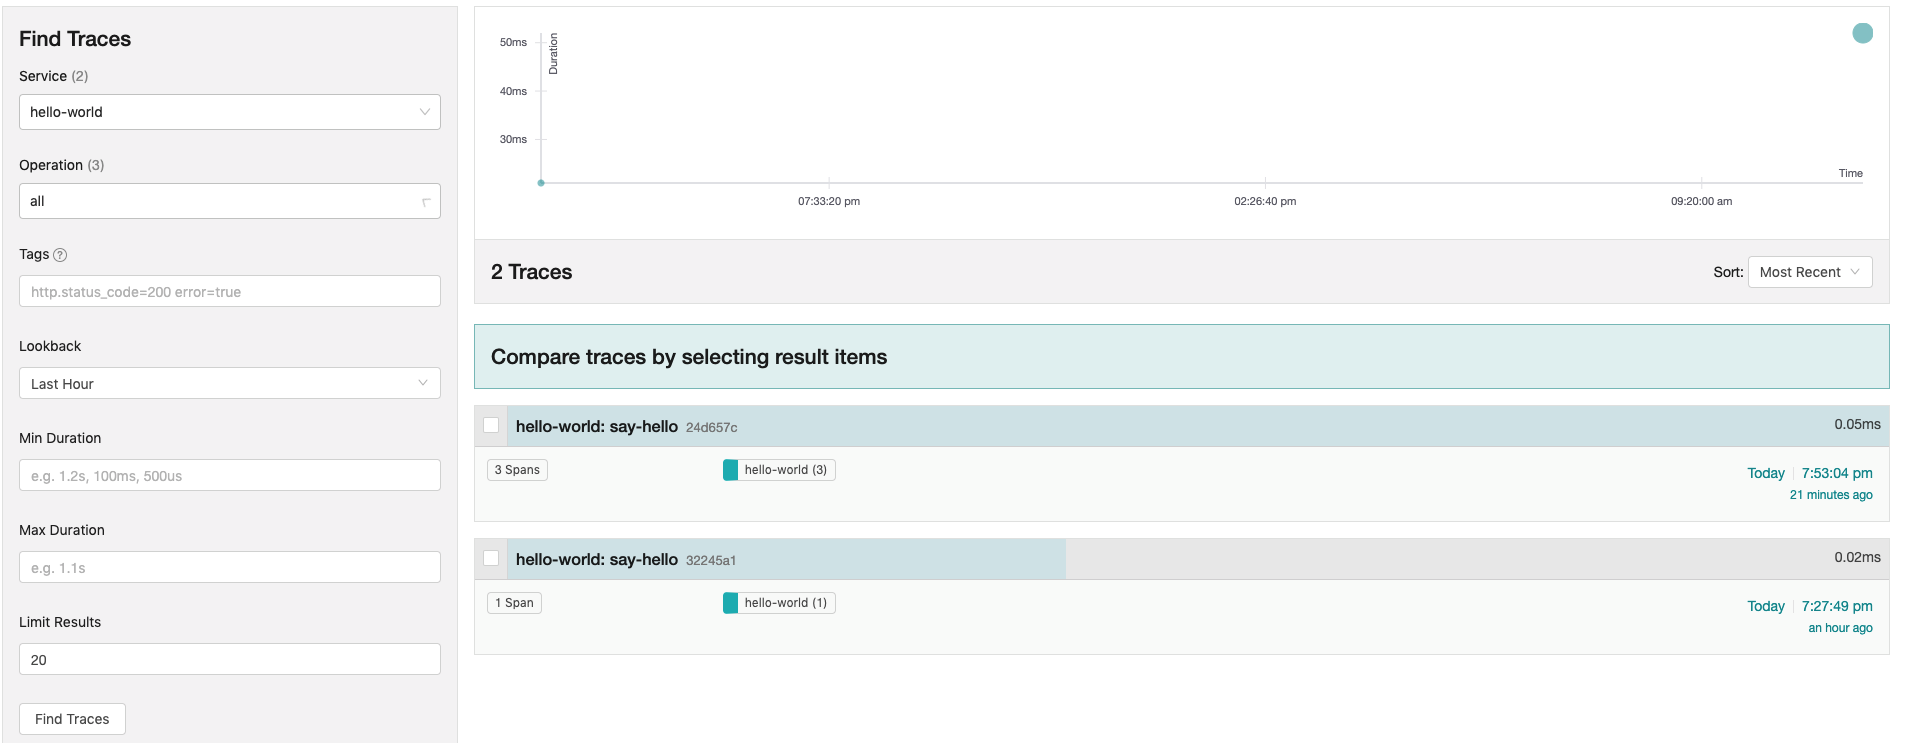 Find Traces
Service (2)
hello-world
Operation (3)
all
Tags ?
http.status_code=200 error=true
Lookback
Last Hour
Min Duration
e.g. 1.2s, 100ms, 500us
Max Duration
e.g. 1.1s
Limit Results
20
Find Traces
Duration
50ms
40ms
30ms
Time
07:33:20 pm
02:26:40 pm
09:20:00 am
2 Traces
Sort: Most Recent
Compare traces by selecting result items
hello-world: say-hello 24d657c
0.05ms
3 Spans
hello-world (3)
Today 7:53:04 pm
21 minutes ago
hello-world: say-hello 32245a1
0.02ms
1 Span
hello-world (1)
Today 7:27:49 pm
an hour ago